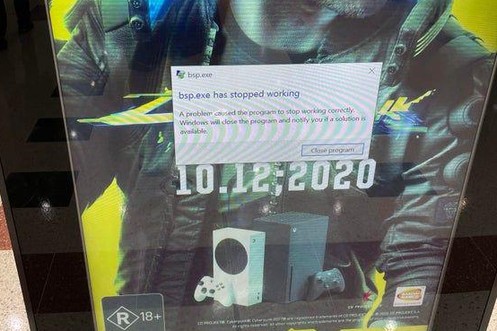 bsp.exe
bsp.exe has stopped working
A problem caused the program to stop working correctly.
Windows will close the program and notify you if a solution is
available.
Close program
10.12.2020
R 18+